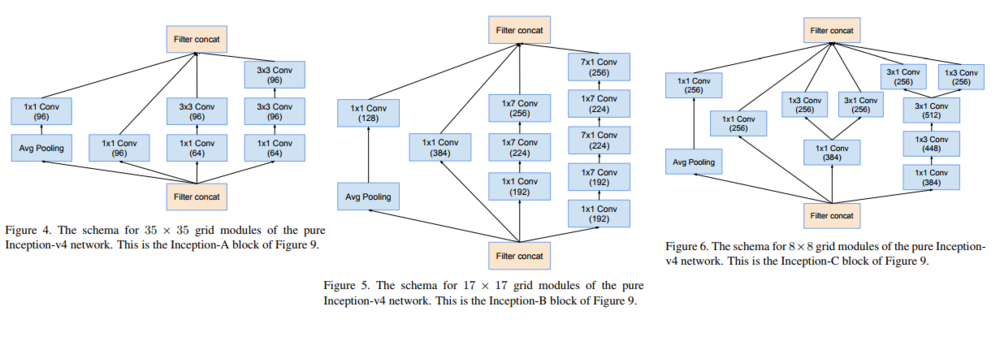 Filter concat
3x3 Conv
(96)
1x1 Conv
(96)
3x3 Conv
(96)
3x3 Conv
(96)
Avg Pooling
1x1 Conv
(96)
1x1 Conv
(64)
1x1 Conv
(64)
Filter concat
Figure 4. The schema for 35 × 35 grid modules of the pure
Inception-v4 network. This is the Inception-A block of Figure 9.
Filter concat
7x1 Conv
(256)
1x1 Conv
(128)
1x7 Conv
(256)
1x7 Conv
(224)
1x1 Conv
(384)
1x7 Conv
(224)
7x1 Conv
(224)
Avg Pooling
1x1 Conv
(192)
1x7 Conv
(192)
1x1 Conv
(192)
Filter concat
Figure 5. The schema for 17 × 17 grid modules of the pure
Inception-v4 network. This is the Inception-B block of Figure 9.
Filter concat
1x1 Conv
(256)
3x1 Conv
(256)
1x3 Conv
(256)
1x3 Conv
(256)
3x1 Conv
(256)
3x1 Conv
(512)
1x1 Conv
(256)
1x3 Conv
(448)
Avg Pooling
1x1 Conv
(384)
1x1 Conv
(384)
Filter concat
Figure 6. The schema for 8×8 grid modules of the pure Inception-
v4 network. This is the Inception-C block of Figure 9.